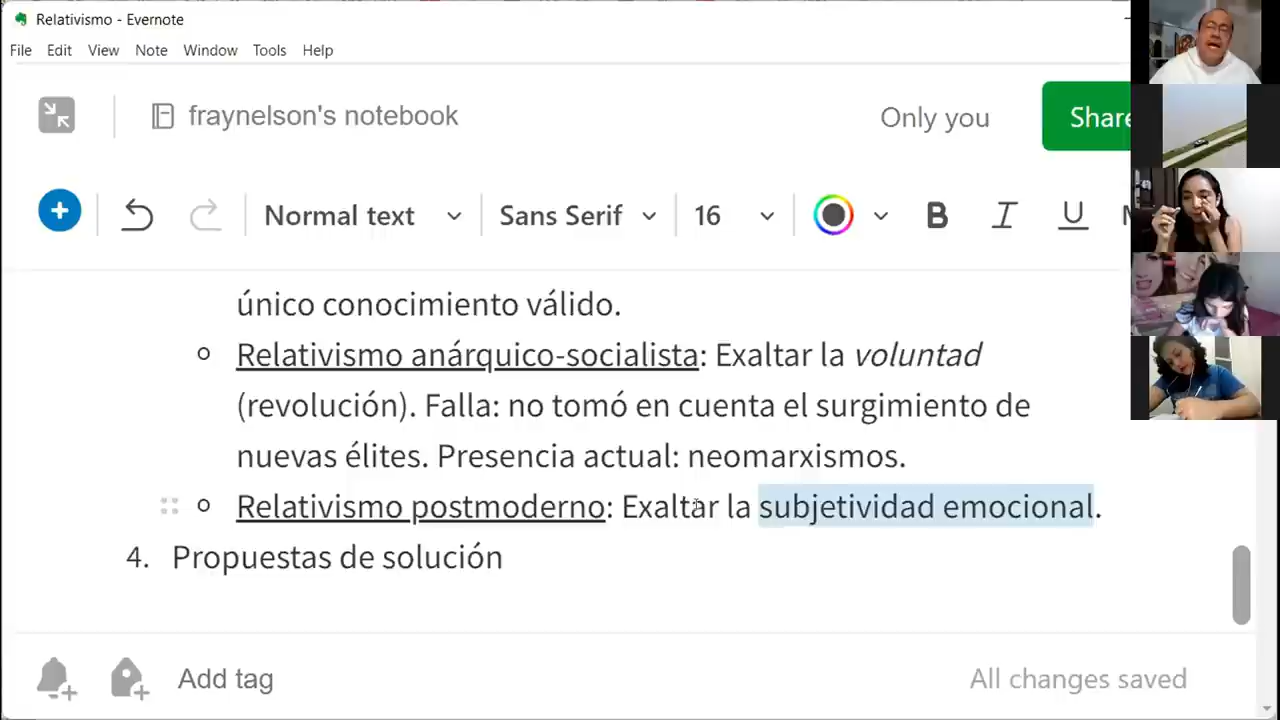 Relativismo - Evernote
File Edit View Note Window Tools Help
fraynelson's notebook
Only you
Share
Normal text
Sans Serif
16
B I U
único conocimiento válido.
Relativismo anárquico-socialista: Exaltar la voluntad
(revolución). Falla: no tomó en cuenta el surgimiento de
nuevas élites. Presencia actual: neomarxismos.
Relativismo postmoderno: Exaltar la subjetividad emocional.
4. Propuestas de solución
Add tag
All changes saved